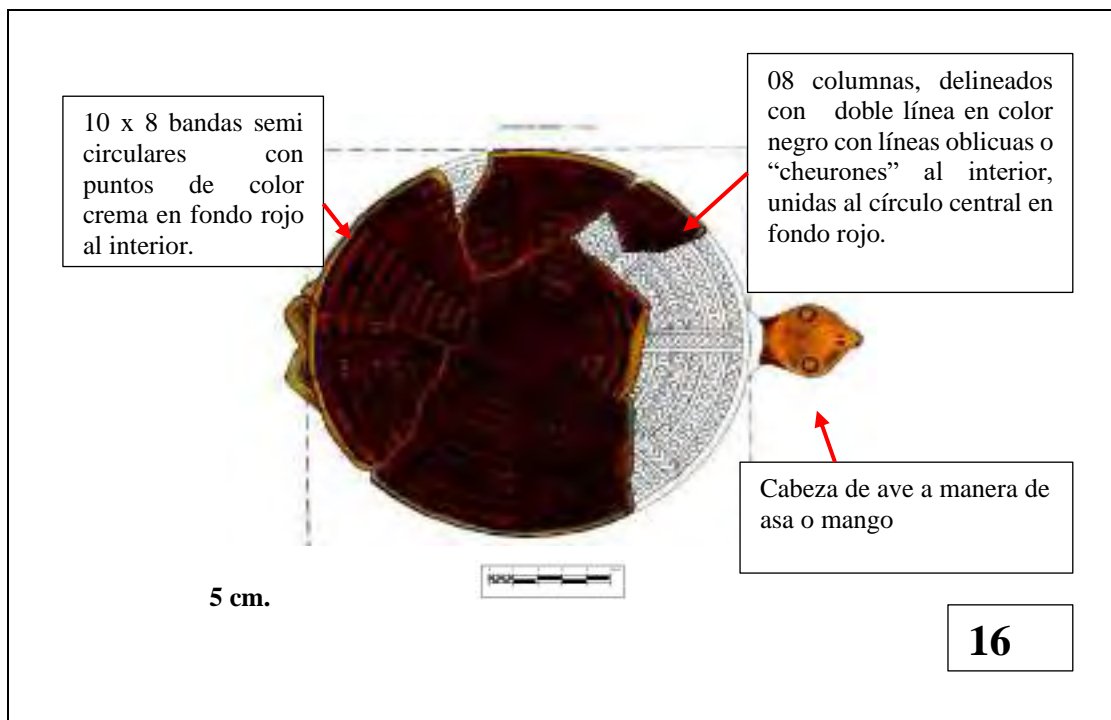 10 x 8 bandas semi
circulares con
puntos de color
crema en fondo rojo
al interior.
08 columnas, delineados
con doble línea en color
negro con líneas oblicuas o
“cheurones” al interior,
unidas al círculo central en
fondo rojo.
Cabeza de ave a manera de
asa o mango
5 cm.
16